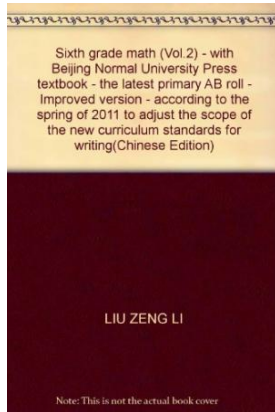 Sixth grade math (Vol.2) - with
Beijing Normal University Press
textbook - the latest primary AB roll -
Improved version - according to the
spring of 2011 to adjust the scope of
the new curriculum standards for
writing(Chinese Edition)
LIU ZENG LI
Note: This is not the actual book cover